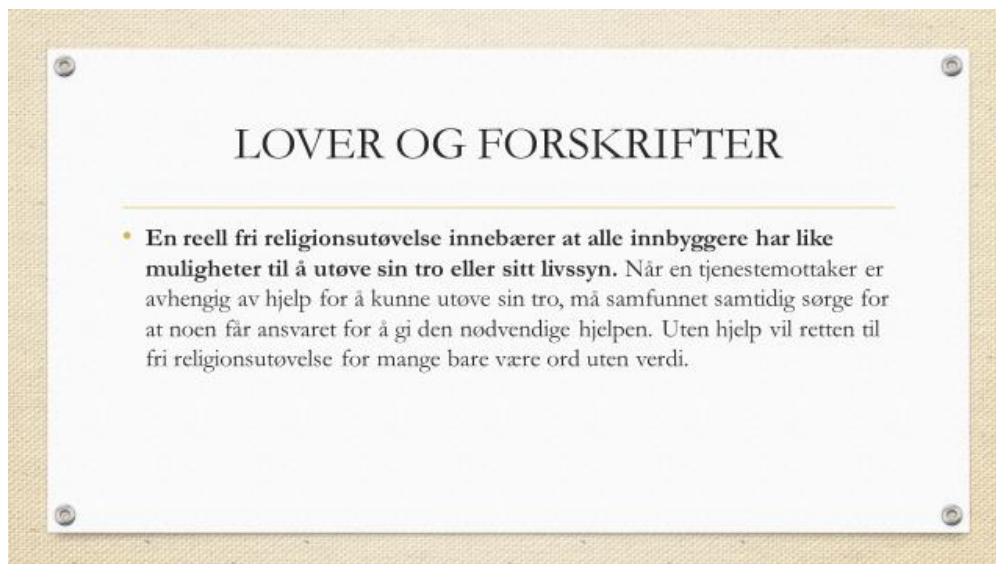 LOVER OG FORSKRIFTER
• En reell fri religionsutøvelse innebærer at alle innbyggere har like
muligheter til å utøve sin tro eller sitt livssyn. Når en tjenestemottaker er
avhengig av hjelp for å kunne utøve sin tro, må samfunnet samtidig sørge for
at noen får ansvaret for å gi den nødvendige hjelpen. Uten hjelp vil retten til
fri religionsutøvelse for mange bare være ord uten verdi.